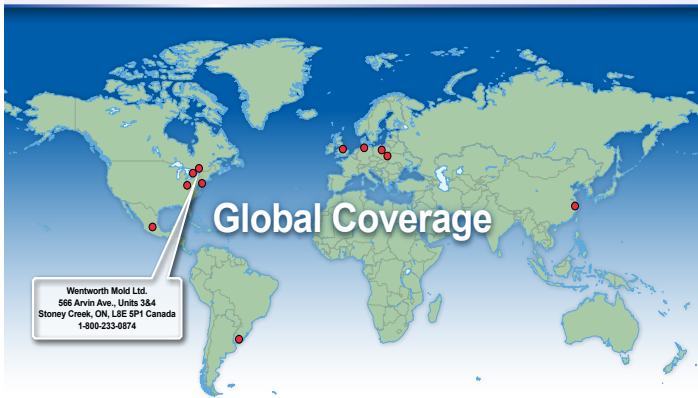 Global Coverage
Wentworth Mold Ltd.
566 Arvin Ave., Units 3&4
Stoney Creek, ON, L8E 5P1 Canada
1-800-233-0874